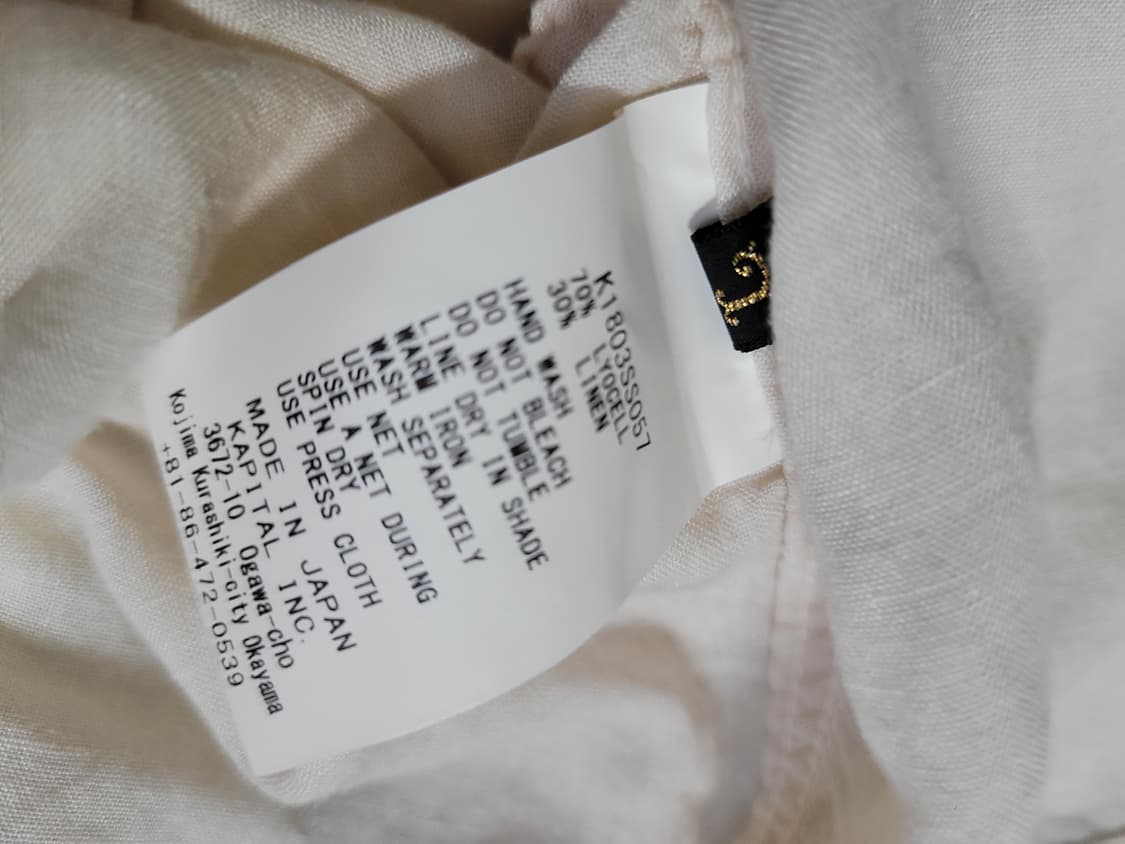 K1803SS057
70% LYOCELL
30% LINEN
HAND WASH
DO NOT BLEACH
DO NOT TUMBLE
LINE DRY IN SHADE
WARM IRON
WASH SEPARATELY
USE NET
USE A NET DURING
SPIN DRY
USE PRESS CLOTH
MADE IN JAPAN
KAPITAL INC.
3672-10 Ogawa-cho
Kojima Kurashiki-city Okayama
+81-86-472-0539